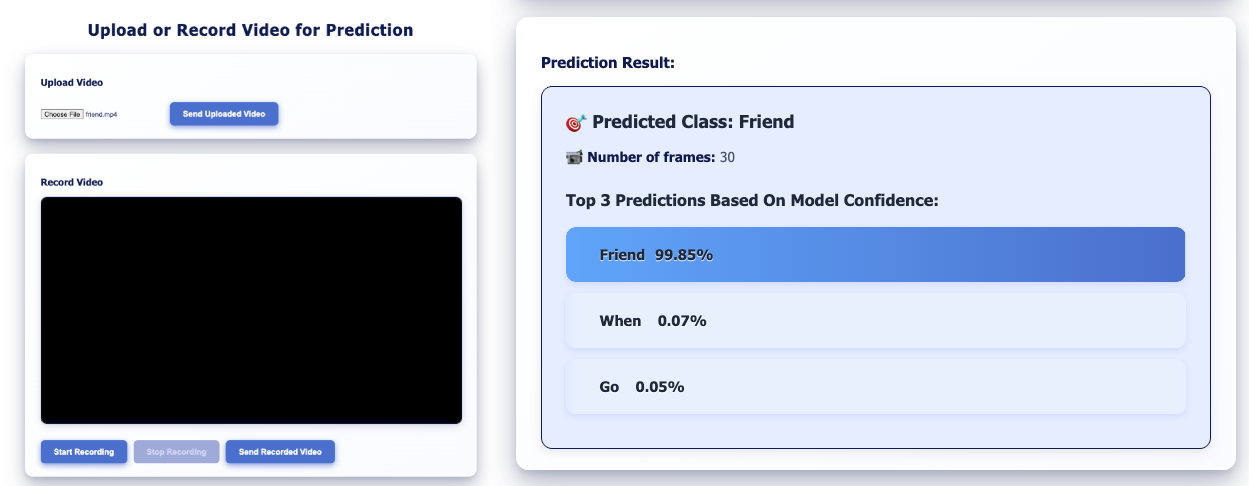 Upload or Record Video for Prediction
Upload Video
Choose File friend.mp4
Send Uploaded Video
Record Video
Start Recording
Stop Recording
Send Recorded Video
Prediction Result:
🎯 Predicted Class: Friend
📹 Number of frames: 30
Top 3 Predictions Based On Model Confidence:
Friend 99.85%
When 0.07%
Go 0.05%